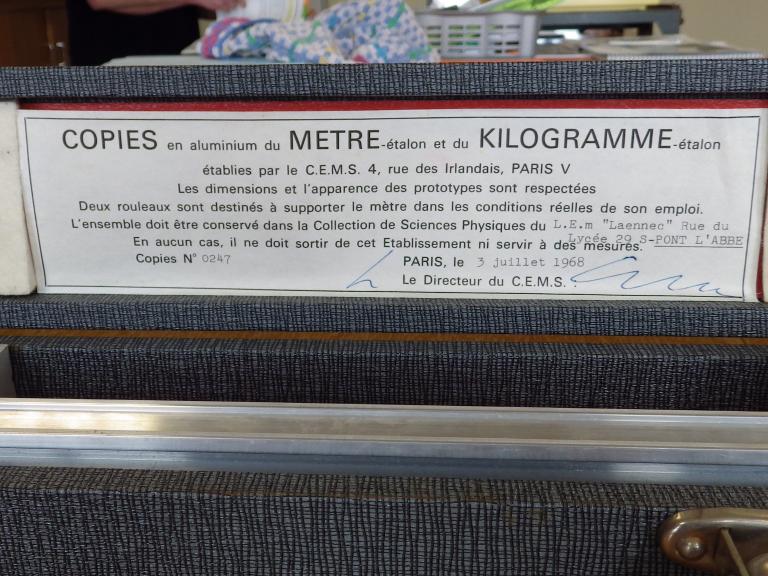 COPIES en aluminium du METRE-étalon et du KILOGRAMME-étalon
établies par le C.E.M.S. 4, rue des Irlandais, PARIS V
Les dimensions et l'apparence des prototypes sont respectées
Deux rouleaux sont destinés à supporter le mètre dans les conditions réelles de son emploi.
L'ensemble doit être conservé dans la Collection de Sciences Physiques du L.E.m "Laennec" Rue du
Lycée 29 S-PONT L'ABBE
En aucun cas, il ne doit sortir de cet Etablissement ni servir à des mesures.
Copies N° 0247 PARIS, le 3 juillet 1968
Le Directeur du C.E.M.S. :